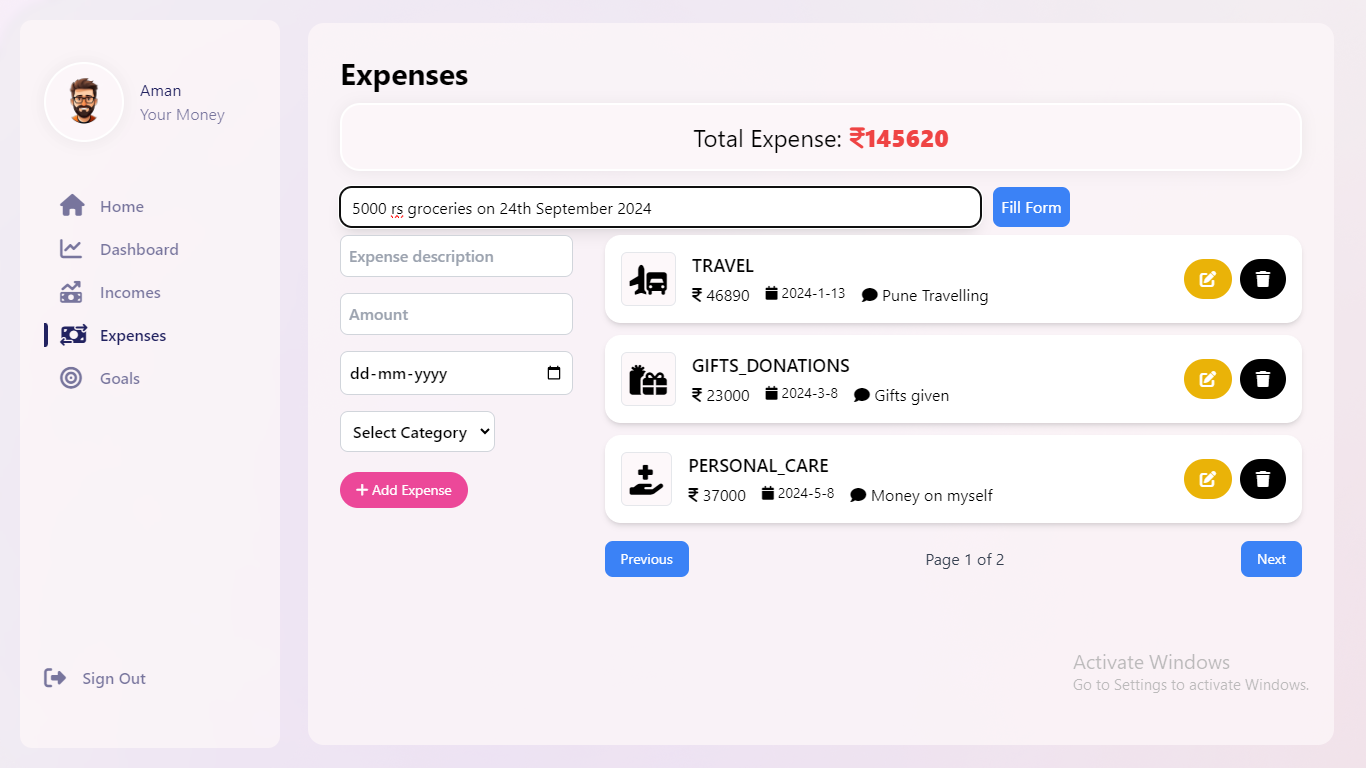 Aman
Your Money
Home
Dashboard
Incomes
Expenses
Goals
Sign Out
Expenses
Total Expense: ₹145620
5000 rs groceries on 24th September 2024
Fill Form
Expense description
Amount
dd-mm-yyyy
Select Category
+ Add Expense
TRAVEL
₹ 46890 2024-1-13 Pune Travelling
GIFTS_DONATIONS
₹ 23000 2024-3-8 Gifts given
PERSONAL_CARE
₹ 37000 2024-5-8 Money on myself
Previous
Page 1 of 2
Next
Activate Windows
Go to Settings to activate Windows.